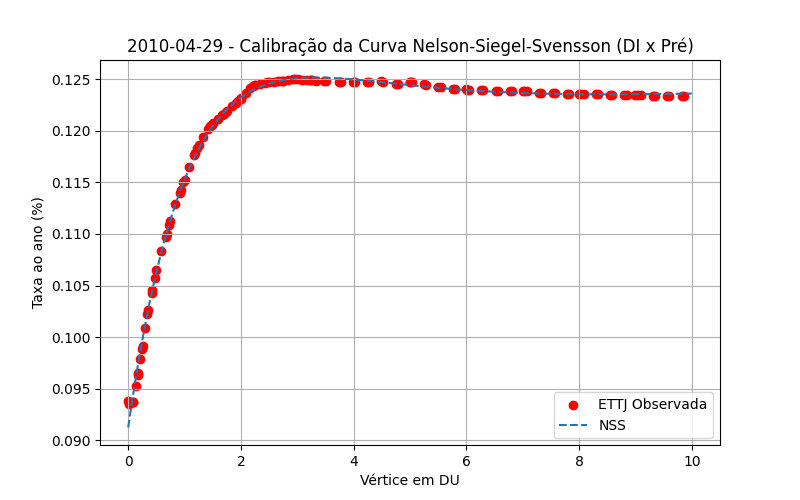 2010-04-29 - Calibração da Curva Nelson-Siegel-Svensson (DI x Pré)
0.125
0.120
0.115
0.110
0.105
0.100
0.095
0.090
Taxa ao ano (%)
ETTJ Observada
NSS
0 2 4 6 8 10
Vértice em DU